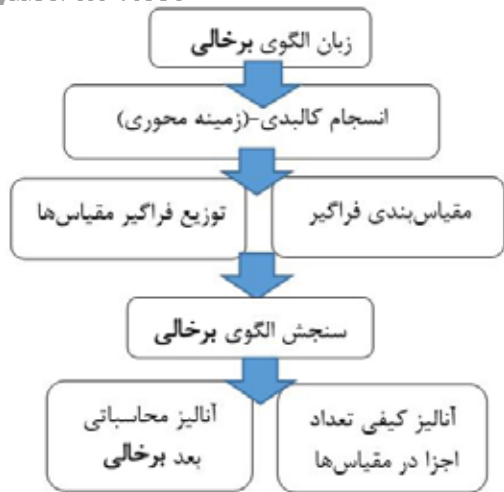 زبان الگوی برخالی
انسجام کالبدی-(زمینه محوری)
مقیاس‌بندی فراگیر
توزیع فراگیر مقیاس‌ها
سنجش الگوی برخالی
آنالیز کیفی تعداد
اجزا در مقیاس‌ها
آنالیز محاسباتی
بعد برخالی